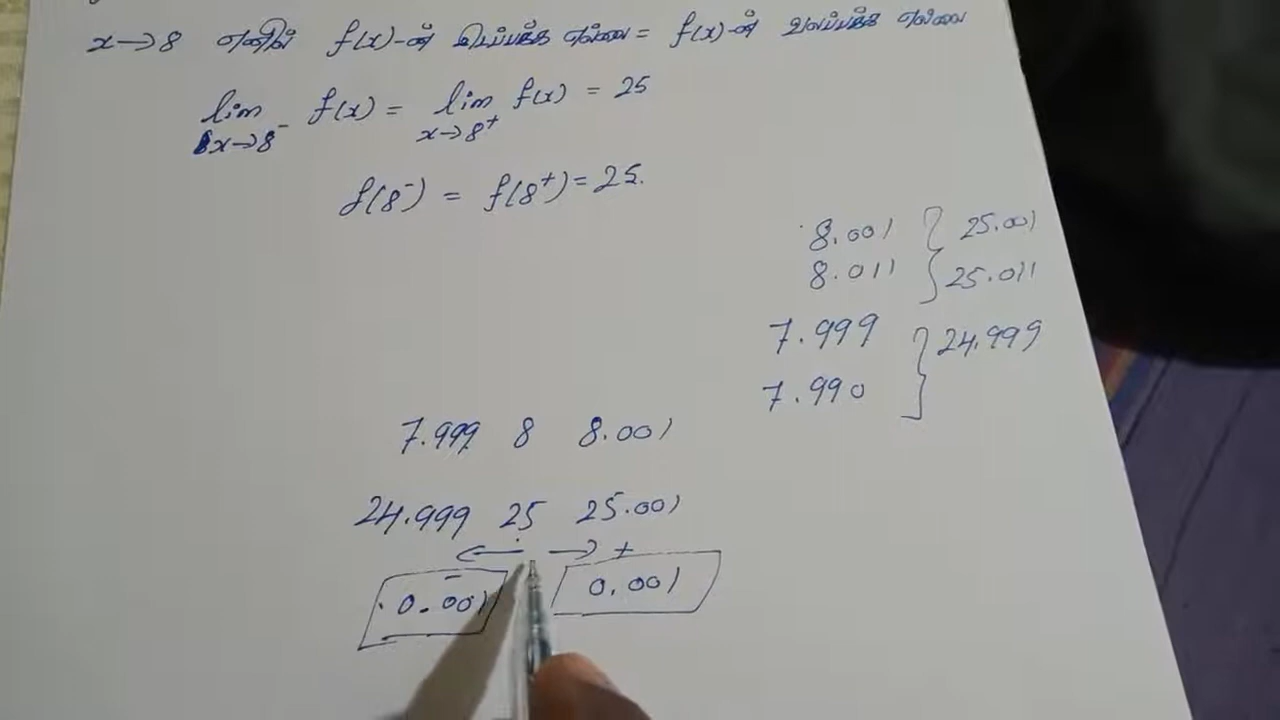 x→8 எனில் f(x)-ன் இடப்பக்க எல்லை = f(x)-ன் வலப்பக்க எல்லை
lim x→8⁻ f(x) = lim x→8⁺ f(x) = 25
f(8⁻) = f(8⁺) = 25.
8.001 } 25.001
8.011 } 25.011
7.999 } 24.999
7.990
7.999 8 8.001
24.999 25 25.001
← → +
- 0.001 0.001